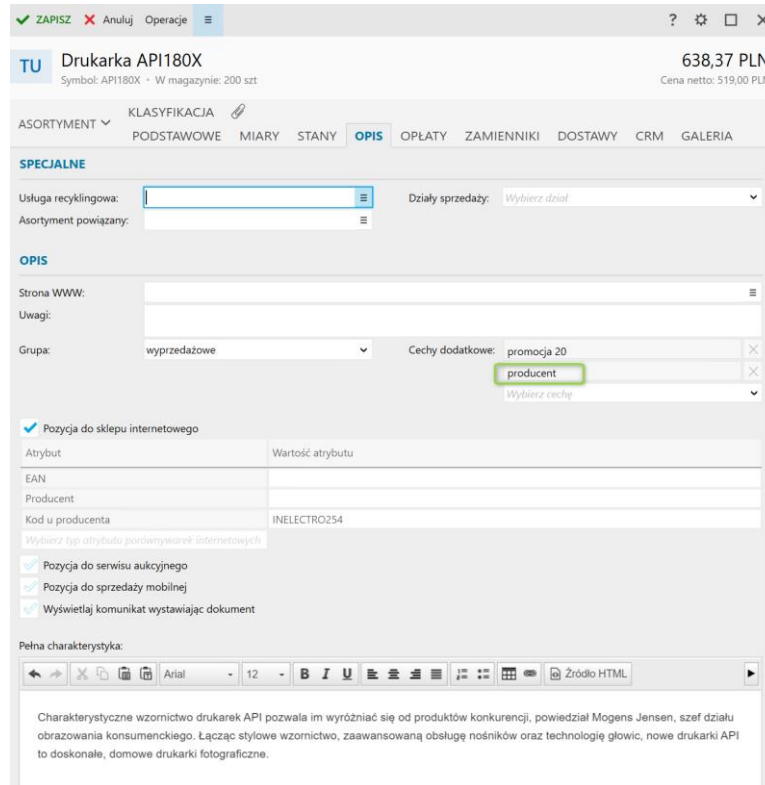 ZAPISZ Anuluj Operacje ?
TU Drukarka API180X 638,37 PLN
Symbol: API180X • W magazynie: 200 szt Cena netto: 519,00 PLN
ASORTYMENT KLASYFIKACJA
PODSTAWOWE MIARY STANY OPIS OPŁATY ZAMIENNIKI DOSTAWY CRM GALERIA
SPECJALNE
Usługa recyklingowa: Działy sprzedaży: Wybierz dział
Asortyment powiązany:
OPIS
Strona WWW:
Uwagi:
Grupa: wyprzedażowe Cechy dodatkowe: promocja 20
producent
Wybierz cechę
Pozycja do sklepu internetowego
Atrybut Wartość atrybutu
EAN
Producent
Kod u producenta INELECTRO254
Wybierz typ atrybutu porównywarek internetowych
Pozycja do serwisu aukcyjnego
Pozycja do sprzedaży mobilnej
Wyświetlaj komunikat wystawiając dokument
Pełna charakterystyka:
Arial 12 B I U Źródło HTML
Charakterystyczne wzornictwo drukarek API pozwala im wyróżniać się od produktów konkurencji, powiedział Mogens Jensen, szef działu
obrazowania konsumenckiego. Łącząc stylowe wzornictwo, zaawansowaną obsługę nośników oraz technologię głowic, nowe drukarki API
to doskonałe, domowe drukarki fotograficzne.